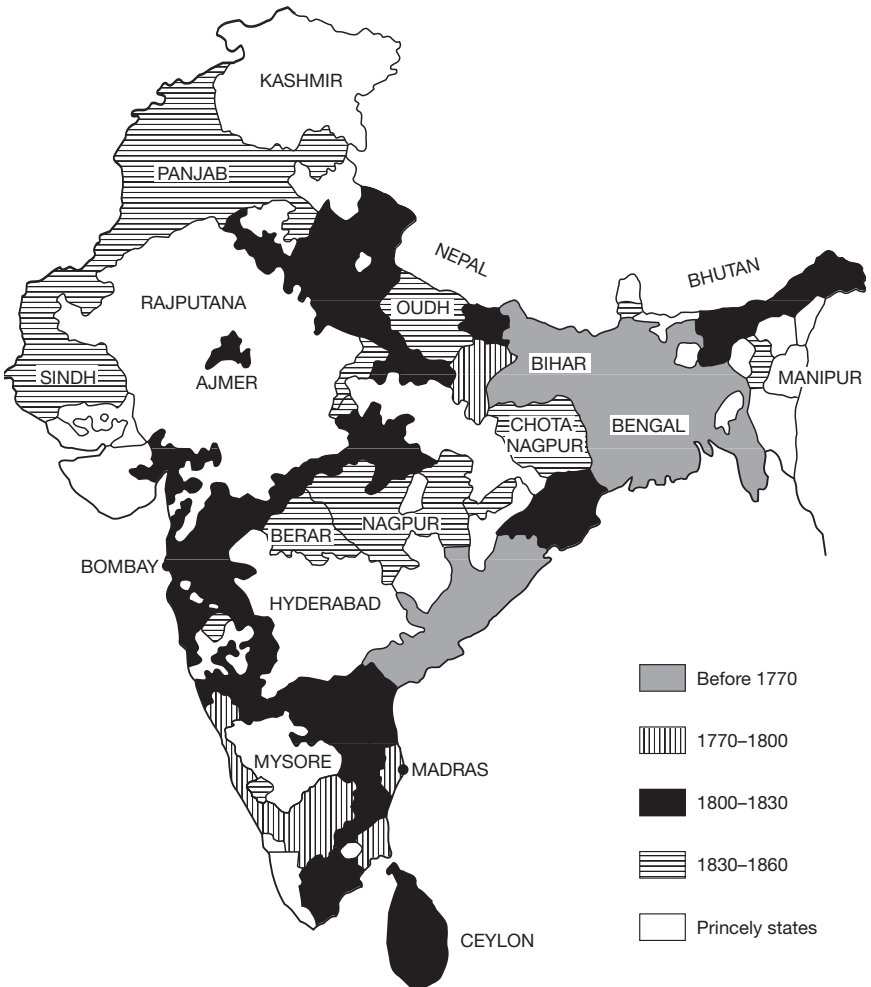 KASHMIR
PANJAB
NEPAL
BHUTAN
RAJPUTANA
OUDH
SINDH
AJMER
BIHAR
MANIPUR
CHOTA-
NAGPUR
BENGAL
NAGPUR
BERAR
BOMBAY
HYDERABAD
MYSORE
MADRAS
CEYLON
Before 1770
1770–1800
1800–1830
1830–1860
Princely states